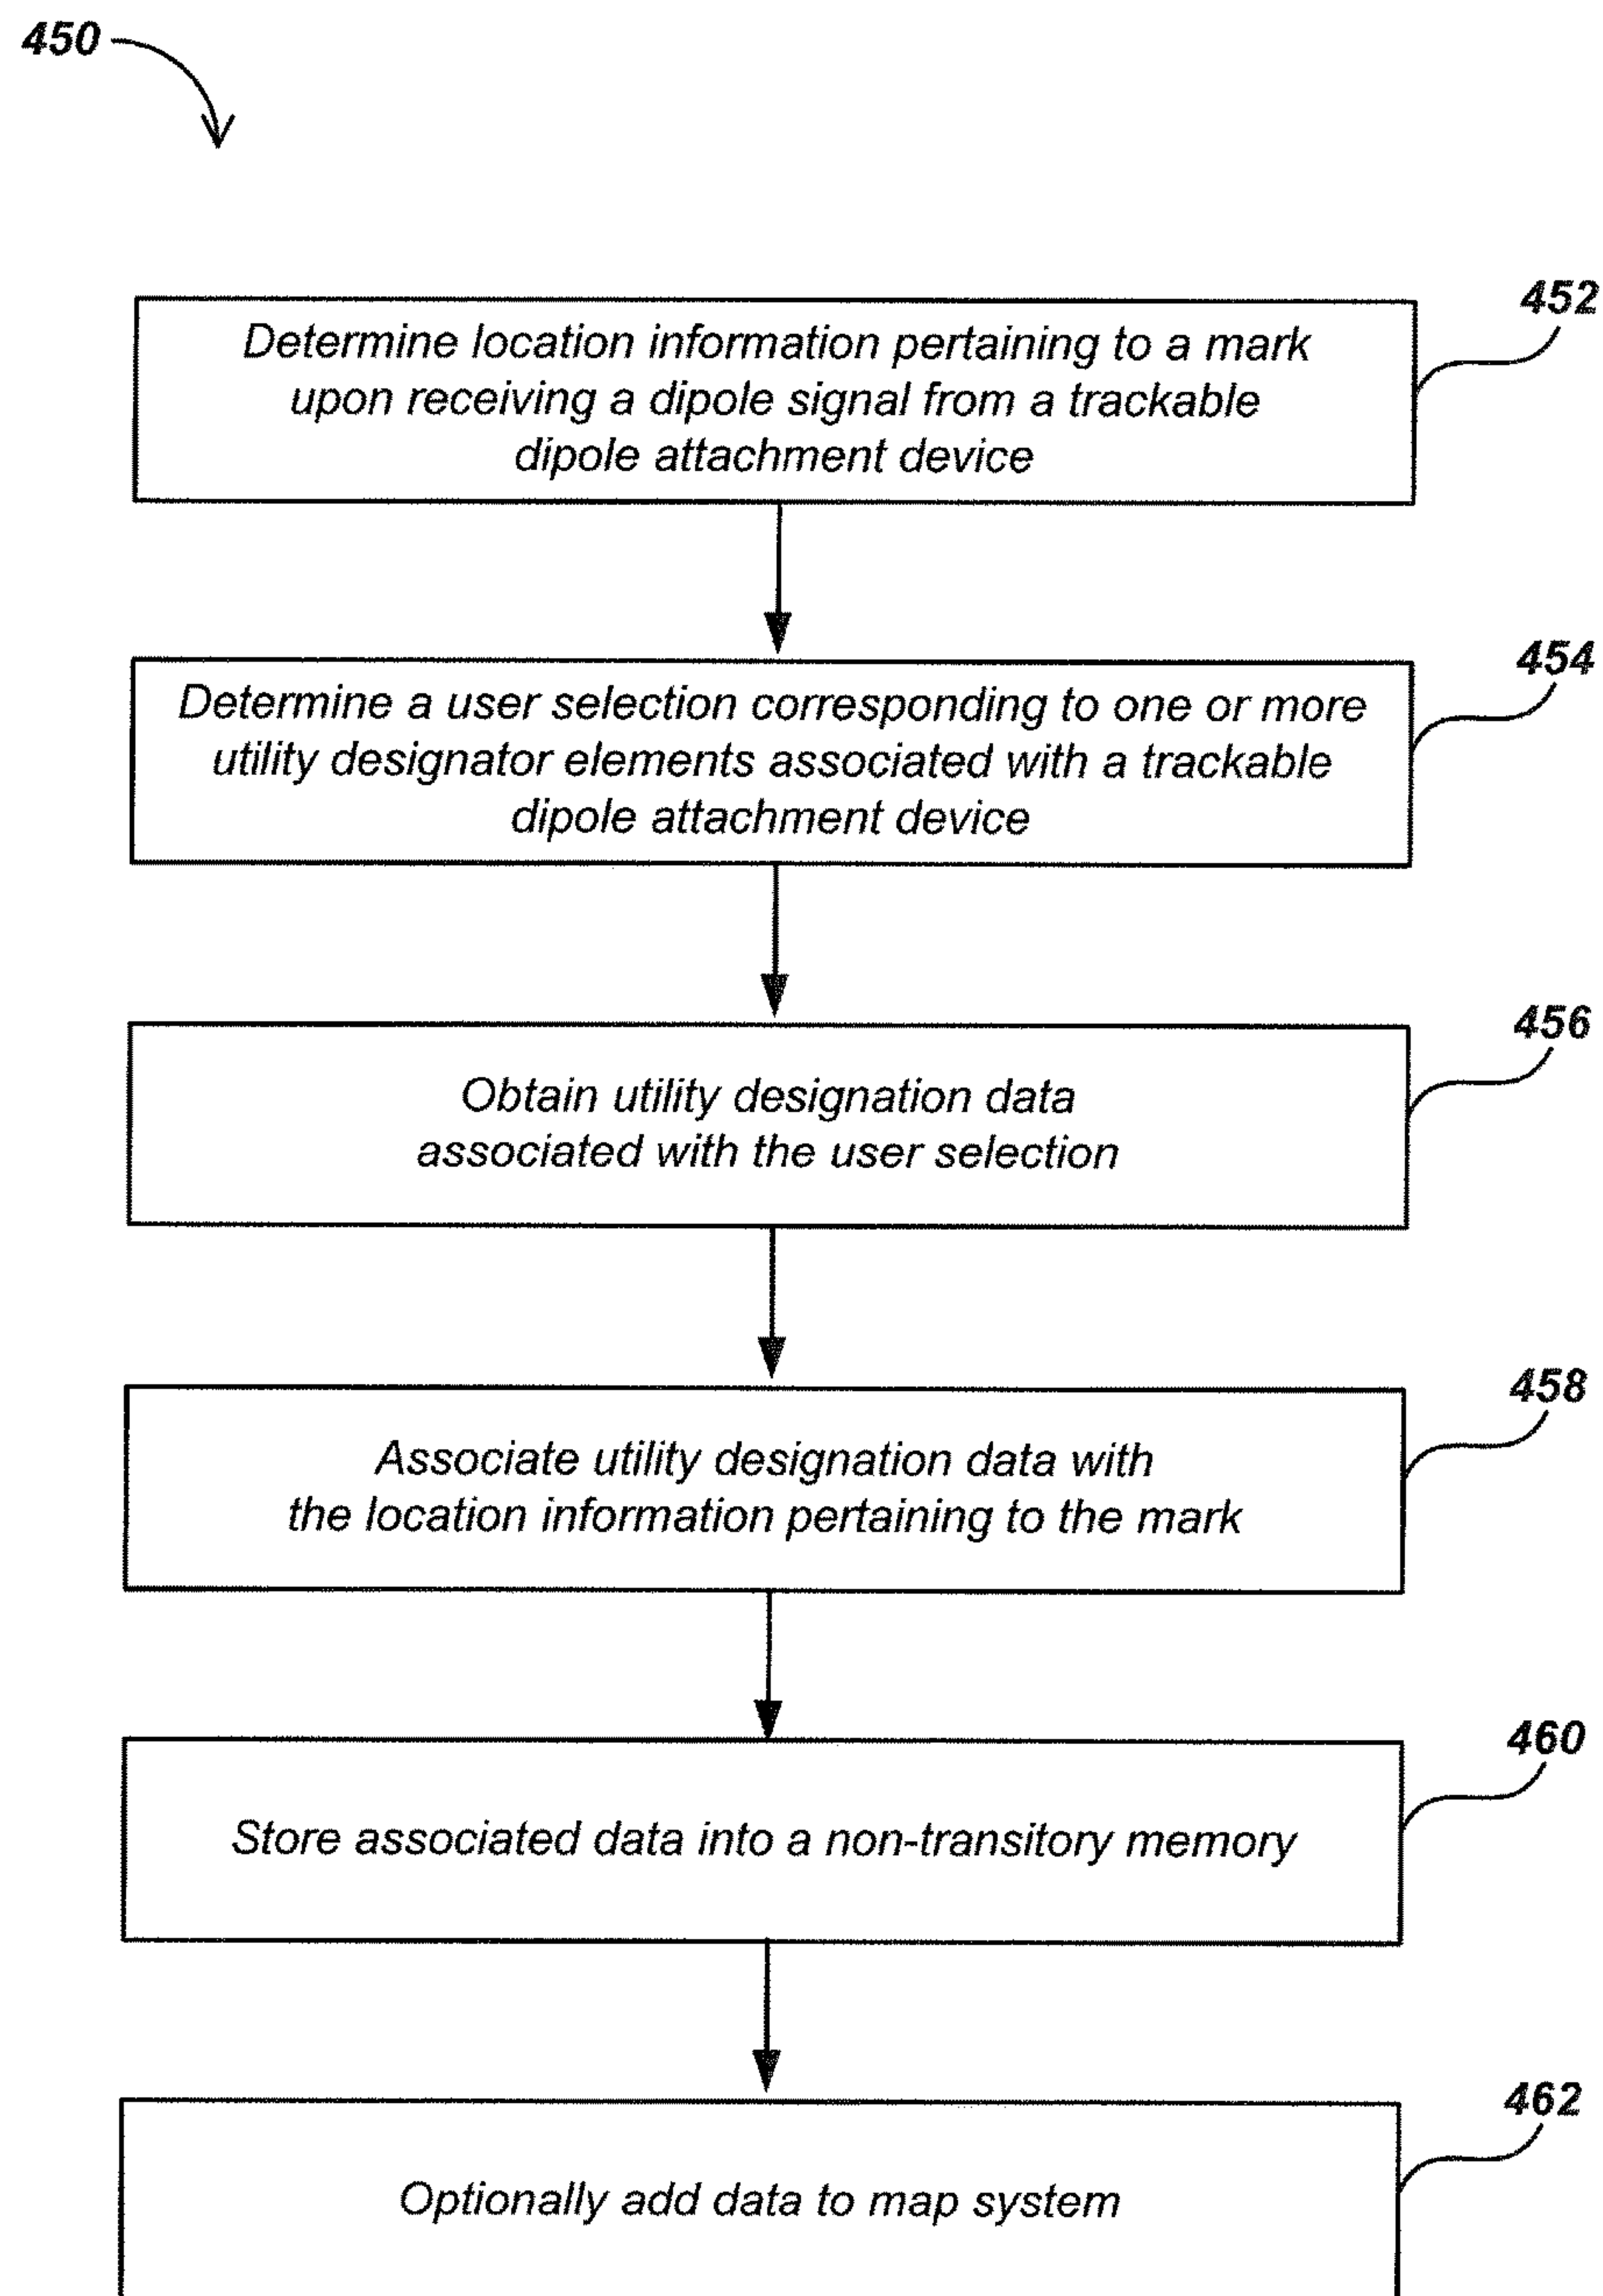 450
452
Determine location information pertaining to a mark
upon receiving a dipole signal from a trackable
dipole attachment device
454
Determine a user selection corresponding to one or more
utility designator elements associated with a trackable
dipole attachment device
456
Obtain utility designation data
associated with the user selection
458
Associate utility designation data with
the location information pertaining to the mark
460
Store associated data into a non-transitory memory
462
Optionally add data to map system